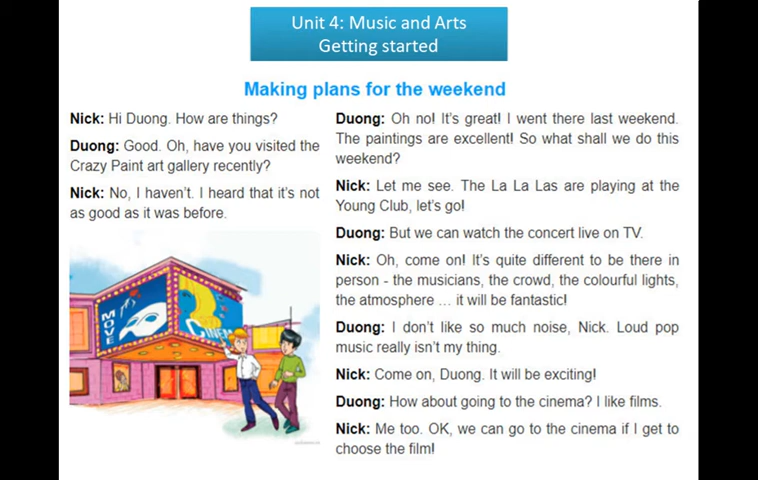 Unit 4: Music and Arts
Getting started
Making plans for the weekend
Nick: Hi Duong. How are things?
Duong: Good. Oh, have you visited the
Crazy Paint art gallery recently?
Nick: No, I haven't. I heard that it's not
as good as it was before.
MOVE
CINEMA
Duong: Oh no! It's great! I went there last weekend.
The paintings are excellent! So what shall we do this
weekend?
Nick: Let me see. The La La Las are playing at the
Young Club, let's go!
Duong: But we can watch the concert live on TV.
Nick: Oh, come on! It's quite different to be there in
person - the musicians, the crowd, the colourful lights,
the atmosphere … it will be fantastic!
Duong: I don't like so much noise, Nick. Loud pop
music really isn't my thing.
Nick: Come on, Duong. It will be exciting!
Duong: How about going to the cinema? I like films.
Nick: Me too. OK, we can go to the cinema if I get to
choose the film!